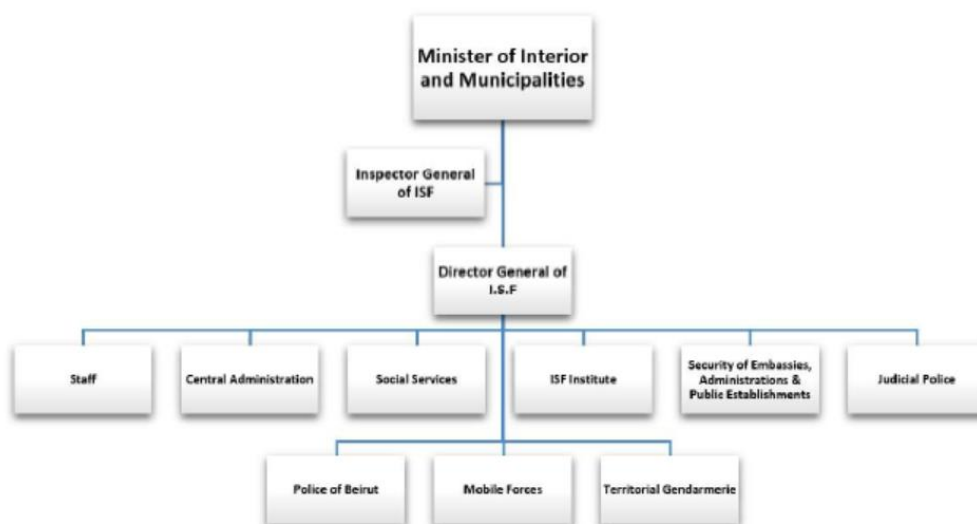 Minister of Interior
and Municipalities
Inspector General
of ISF
Director General of
I.S.F
Staff
Central Administration
Social Services
ISF Institute
Security of Embassies,
Administrations &
Public Establishments
Judicial Police
Police of Beirut
Mobile Forces
Territorial Gendarmerie